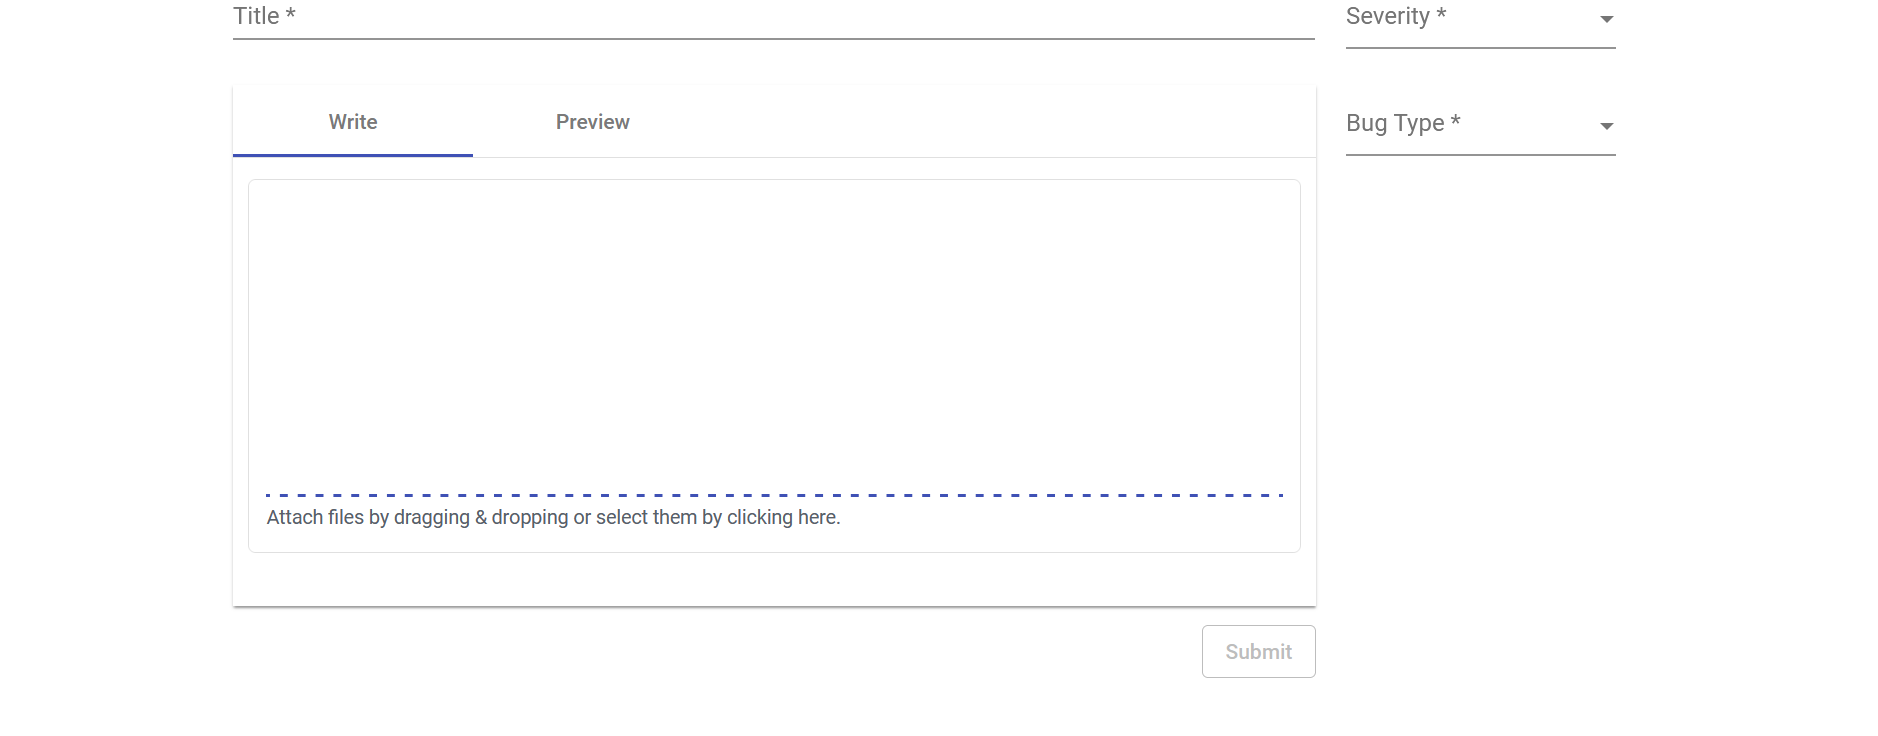 Title *
Severity *
Write
Preview
Bug Type *
Attach files by dragging & dropping or select them by clicking here.
Submit